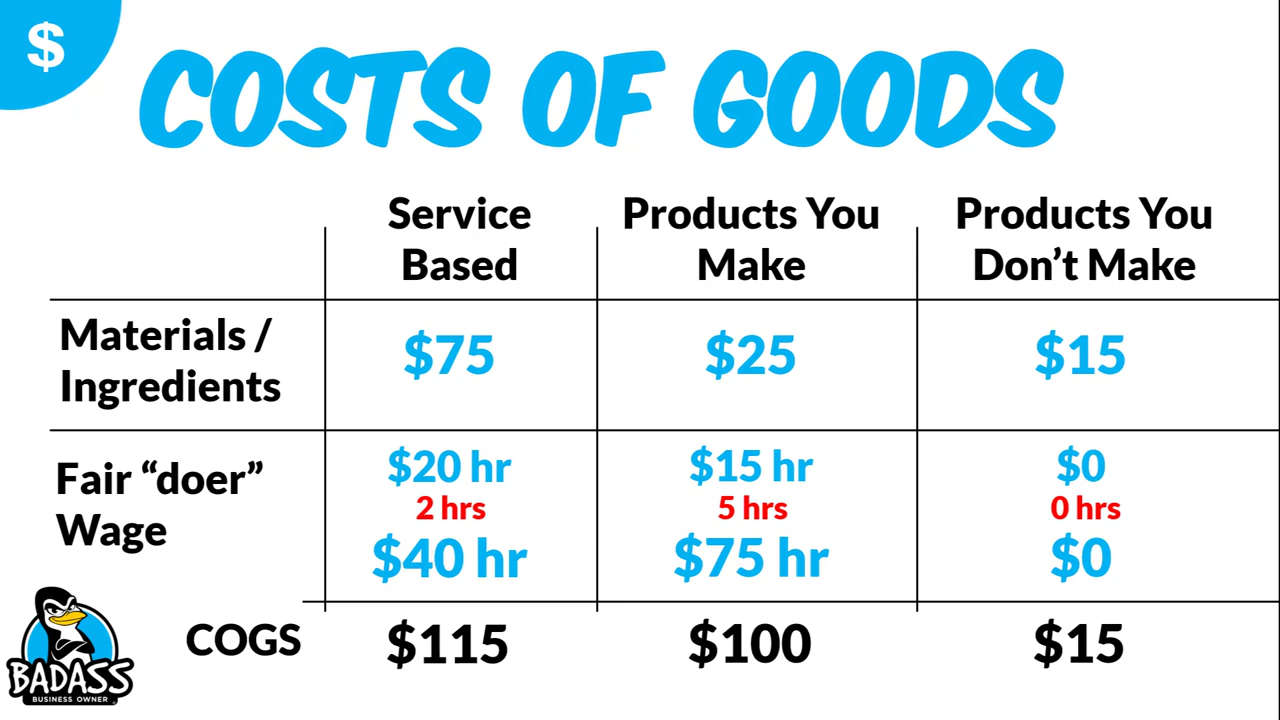 $
COSTS OF GOODS
Service Based
Products You Make
Products You Don’t Make
Materials / Ingredients
$75
$25
$15
Fair “doer” Wage
$20 hr
2 hrs
$40 hr
$15 hr
5 hrs
$75 hr
$0
0 hrs
$0
COGS
$115
$100
$15
BADASS
BUSINESS OWNER